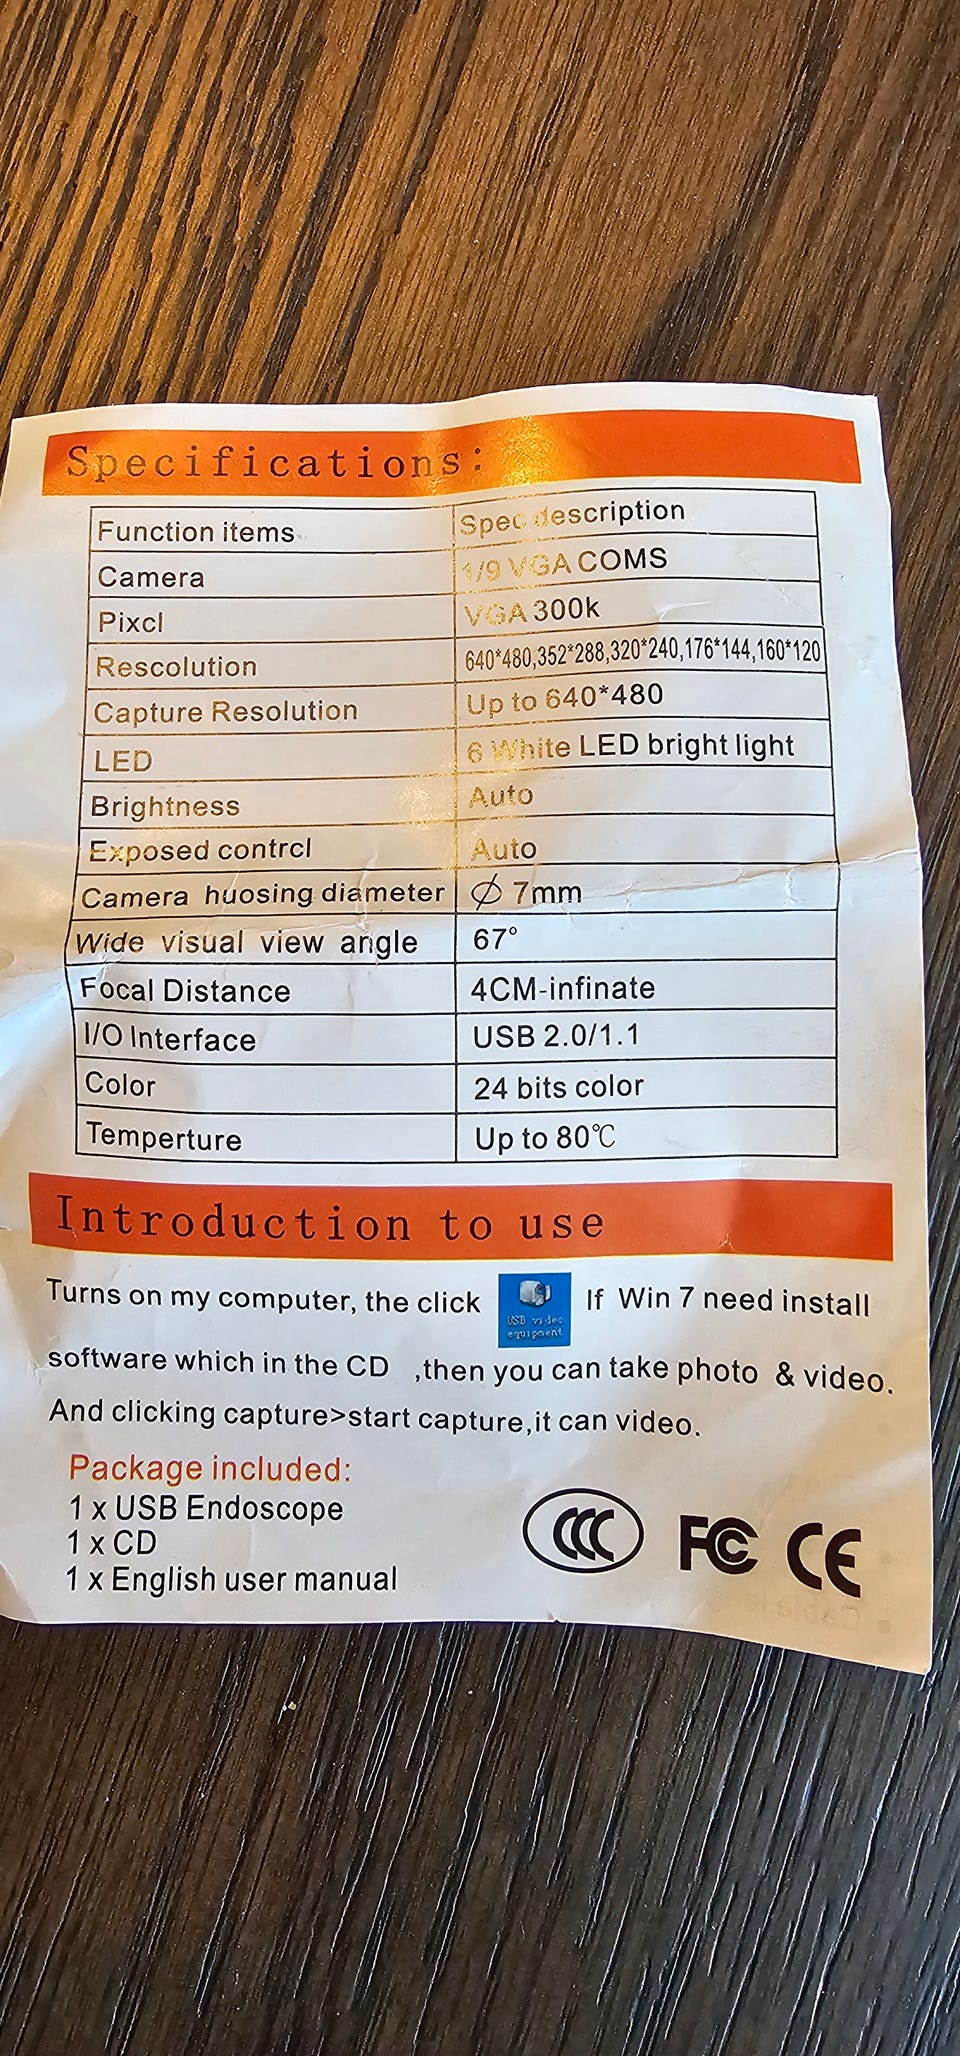 Specifications:
Function items Spec description
Camera 1/9 VGA COMS
Pixcl VGA 300k
Rescolution 640*480,352*288,320*240,176*144,160*120
Capture Resolution Up to 640*480
LED 6 White LED bright light
Brightness Auto
Exposed contrcl Auto
Camera huosing diameter Ø 7mm
Wide visual view angle 67°
Focal Distance 4CM-infinate
I/O Interface USB 2.0/1.1
Color 24 bits color
Temperture Up to 80℃
Introduction to use
Turns on my computer, the click USB video equipment If Win 7 need install
software which in the CD ,then you can take photo & video.
And clicking capture>start capture,it can video.
Package included:
1 x USB Endoscope
1 x CD
1 x English user manual
CCC FC CE